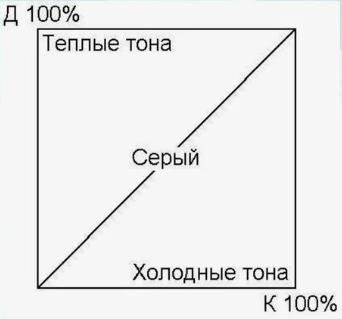 Д 100%
Теплые тона
Серый
Холодные тона
К 100%